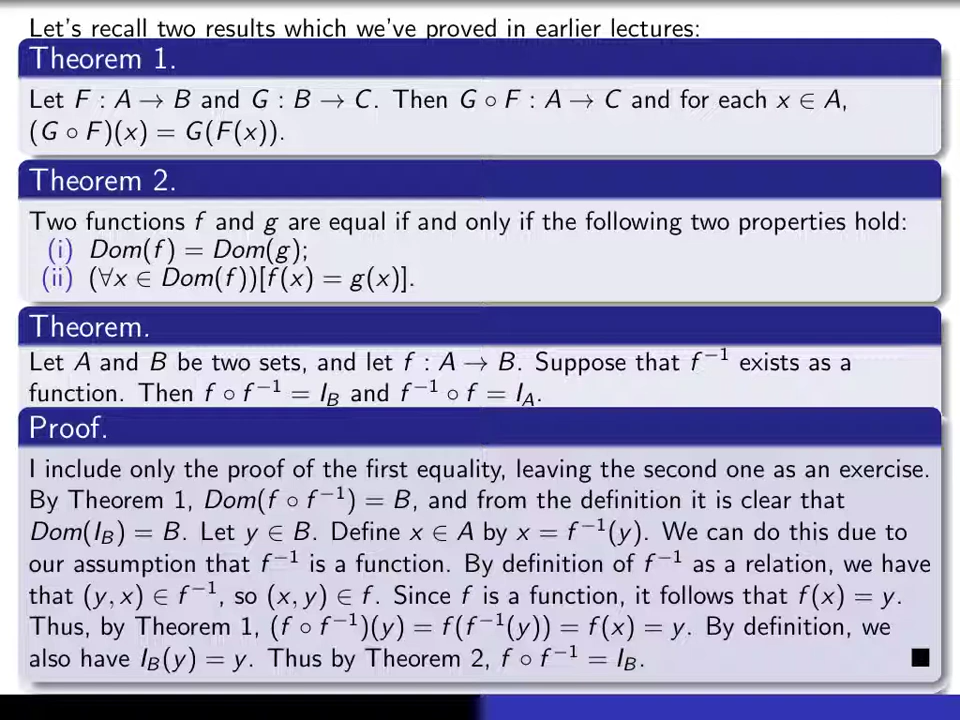 Let's recall two results which we've proved in earlier lectures:
Theorem 1.
Let F : A → B and G : B → C. Then G ∘ F : A → C and for each x ∈ A,
(G ∘ F)(x) = G(F(x)).
Theorem 2.
Two functions f and g are equal if and only if the following two properties hold:
(i) Dom(f) = Dom(g);
(ii) (∀x ∈ Dom(f))[f(x) = g(x)].
Theorem.
Let A and B be two sets, and let f : A → B. Suppose that f⁻¹ exists as a
function. Then f ∘ f⁻¹ = I_B and f⁻¹ ∘ f = I_A.
Proof.
I include only the proof of the first equality, leaving the second one as an exercise.
By Theorem 1, Dom(f ∘ f⁻¹) = B, and from the definition it is clear that
Dom(I_B) = B. Let y ∈ B. Define x ∈ A by x = f⁻¹(y). We can do this due to
our assumption that f⁻¹ is a function. By definition of f⁻¹ as a relation, we have
that (y, x) ∈ f⁻¹, so (x, y) ∈ f. Since f is a function, it follows that f(x) = y.
Thus, by Theorem 1, (f ∘ f⁻¹)(y) = f(f⁻¹(y)) = f(x) = y. By definition, we
also have I_B(y) = y. Thus by Theorem 2, f ∘ f⁻¹ = I_B. ■